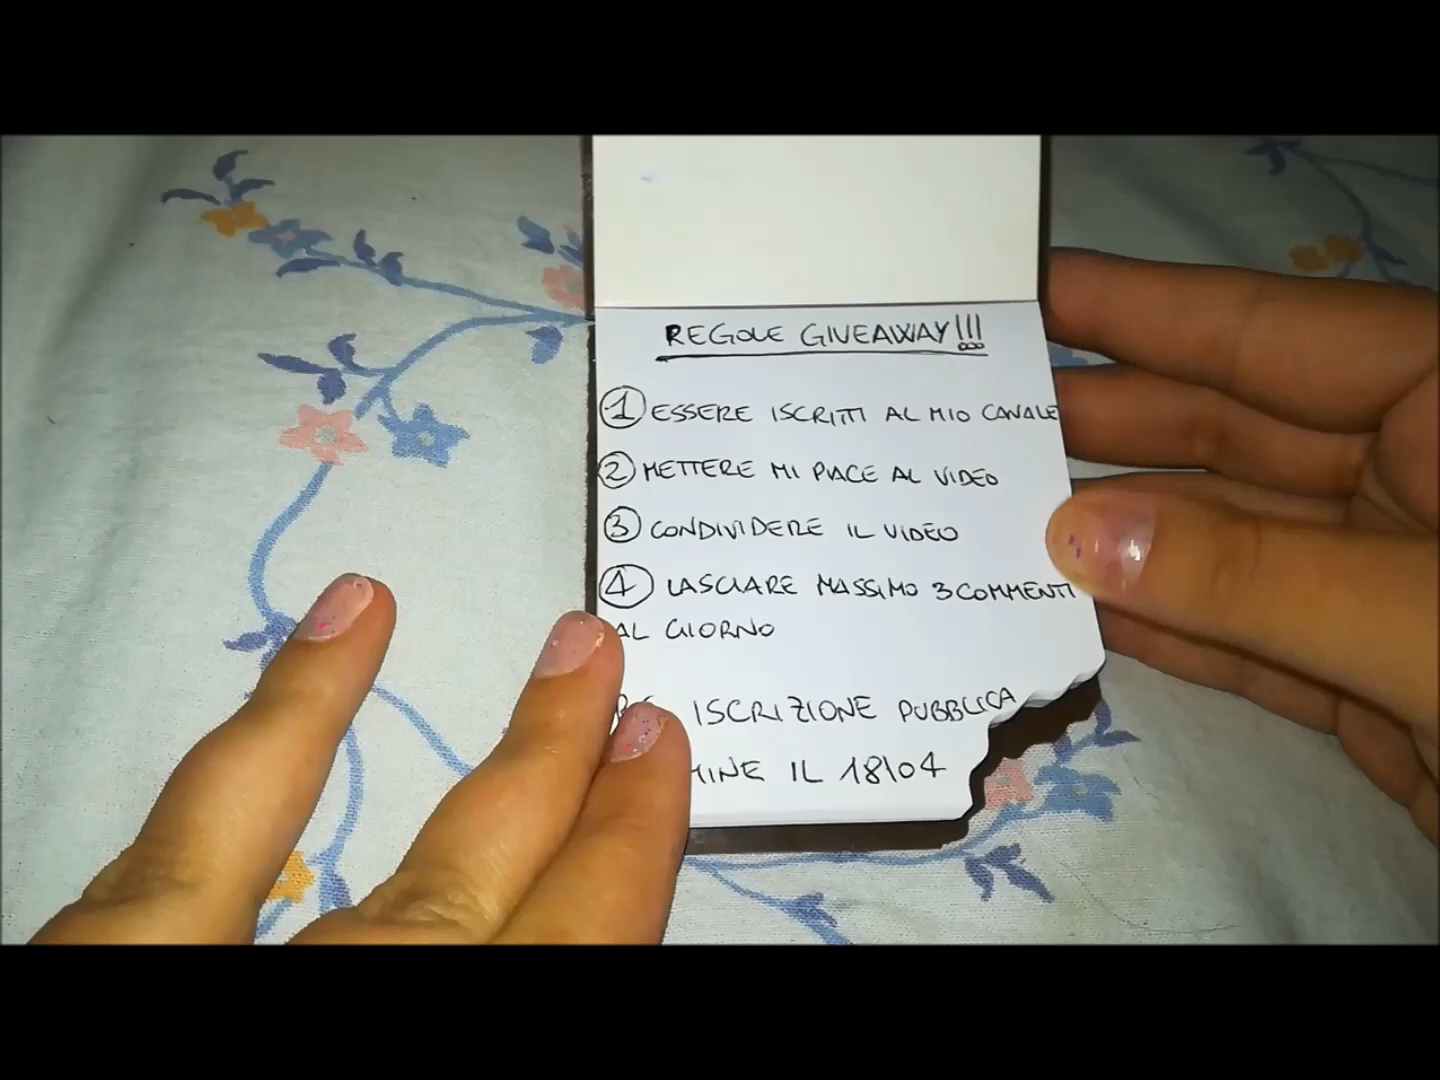 REGOLE GIVEAWAY!!!
1 ESSERE ISCRITTI AL MIO CANALE
2 METTERE MI PIACE AL VIDEO
3 CONDIVIDERE IL VIDEO
4 LASCIARE MASSIMO 3 COMMENTI
AL GIORNO
ISCRIZIONE PUBBLICA
IL 18\04